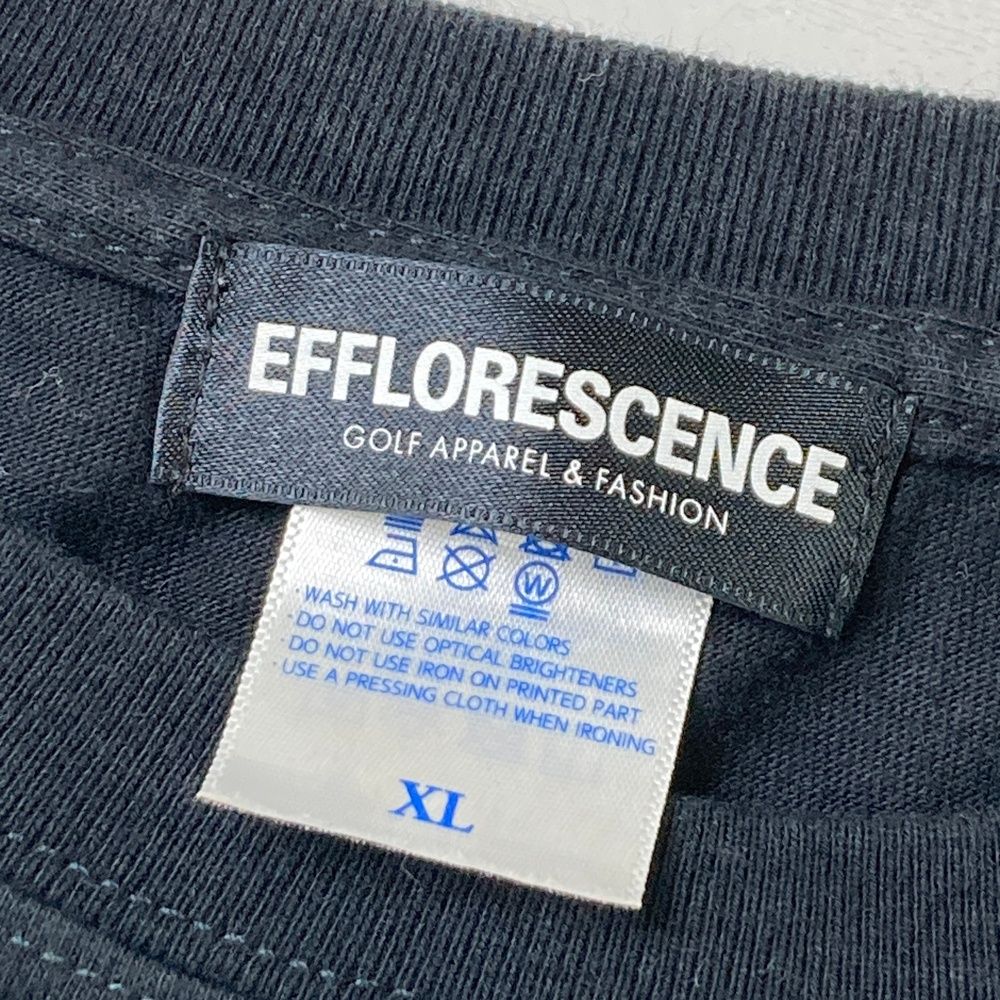 EFFLORESCENCE
GOLF APPAREL & FASHION
W
· WASH WITH SIMILAR COLORS
· DO NOT USE OPTICAL BRIGHTENERS
· DO NOT USE IRON ON PRINTED PART
· USE A PRESSING CLOTH WHEN IRONING
XL